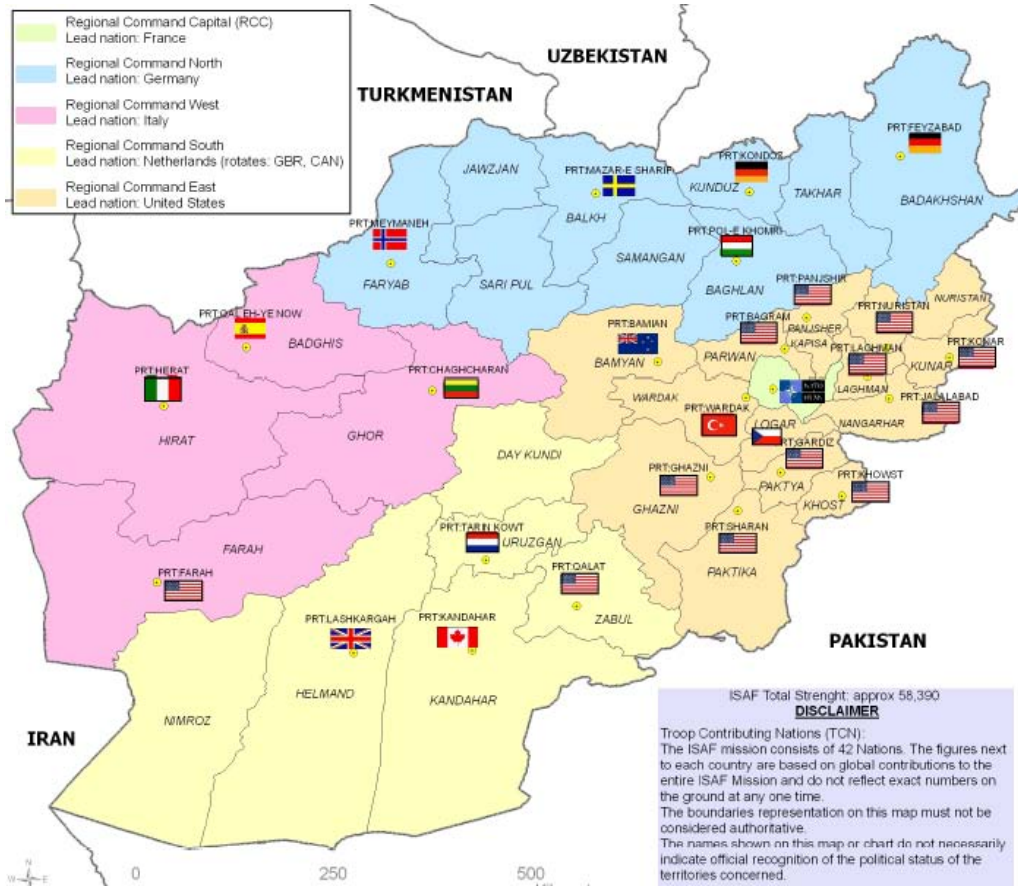 Regional Command Capital (RCC)
Lead nation: France
Regional Command North
Lead nation: Germany
Regional Command West
Lead nation: Italy
Regional Command South
Lead nation: Netherlands (rotates: GBR, CAN)
Regional Command East
Lead nation: United States
UZBEKISTAN
TURKMENISTAN
PRT:FEYZABAD
JAWZJAN
PRT:MAZAR-E SHARIF
PRT:KONDOS
KUNDUZ
TAKHAR
BADAKHSHAN
BALKH
PRT:MEYMANEH
PRT:POL-E KHOMRI
SAMANGAN
FARYAB
SARI PUL
BAGHLAN
PRT:PANJSHIR
NURISTAN
PRT:NURISTAN
PRT:QALEH-YE NOW
PRT:BAMIAN
PRT:BAGRAM
PANJSHER
KAPISA
BADGHIS
PRT:LAGHMAN
PRT:KONAR
BAMYAN
PARWAN
KUNAR
PRT:HERAT
PRT:CHAGHCHARAN
WARDAK
LAGHMAN
PRT:JALALABAD
HIRAT
GHOR
PRT:WARDAK
LOGAR
NANGARHAR
PRT:GARDIZ
DAY KUNDI
PRT:GHAZNI
PAKTYA
PRT:KHOWST
GHAZNI
KHOST
PRT:TARIN KOWT
PRT:SHARAN
URUZGAN
FARAH
PRT:FARAH
PRT:QALAT
PAKTIKA
PRT:LASHKARGAH
PRT:KANDAHAR
ZABUL
PAKISTAN
HELMAND
KANDAHAR
NIMROZ
IRAN
ISAF Total Strenght: approx 58,390
DISCLAIMER
Troop Contributing Nations (TCN):
The ISAF mission consists of 42 Nations. The figures next
to each country are based on global contributions to the
entire ISAF Mission and do not reflect exact numbers on
the ground at any one time.
The boundaries representation on this map must not be
considered authoritative.
The names shown on this map or chart do not necessarily
indicate official recognition of the political status of the
territories concerned.
N
W E
0 250 500